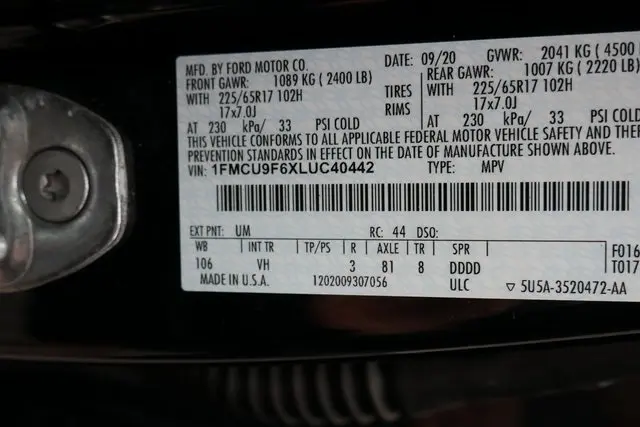 MFD. BY FORD MOTOR CO. DATE: 09/20 GVWR: 2041 KG ( 4500
FRONT GAWR: 1089 KG ( 2400 LB) REAR GAWR: 1007 KG ( 2220 LB)
WITH 225/65R17 102H TIRES WITH 225/65R17 102H
17x7.0J RIMS 17x7.0J
AT 230 kPa/ 33 PSI COLD AT 230 kPa/ 33 PSI COLD
THIS VEHICLE CONFORMS TO ALL APPLICABLE FEDERAL MOTOR VEHICLE SAFETY AND THEF
PREVENTION STANDARDS IN EFFECT ON THE DATE OF MANUFACTURE SHOWN ABOVE.
VIN: 1FMCU9F6XLUC40442 TYPE: MPV
EXT PNT: UM RC: 44 DSO:
WB INT TR TP/PS R AXLE TR SPR F016
106 VH 3 81 8 DDDD T017
MADE IN U.S.A. 1202009307056 ULC ▽ 5U5A-3520472-AA